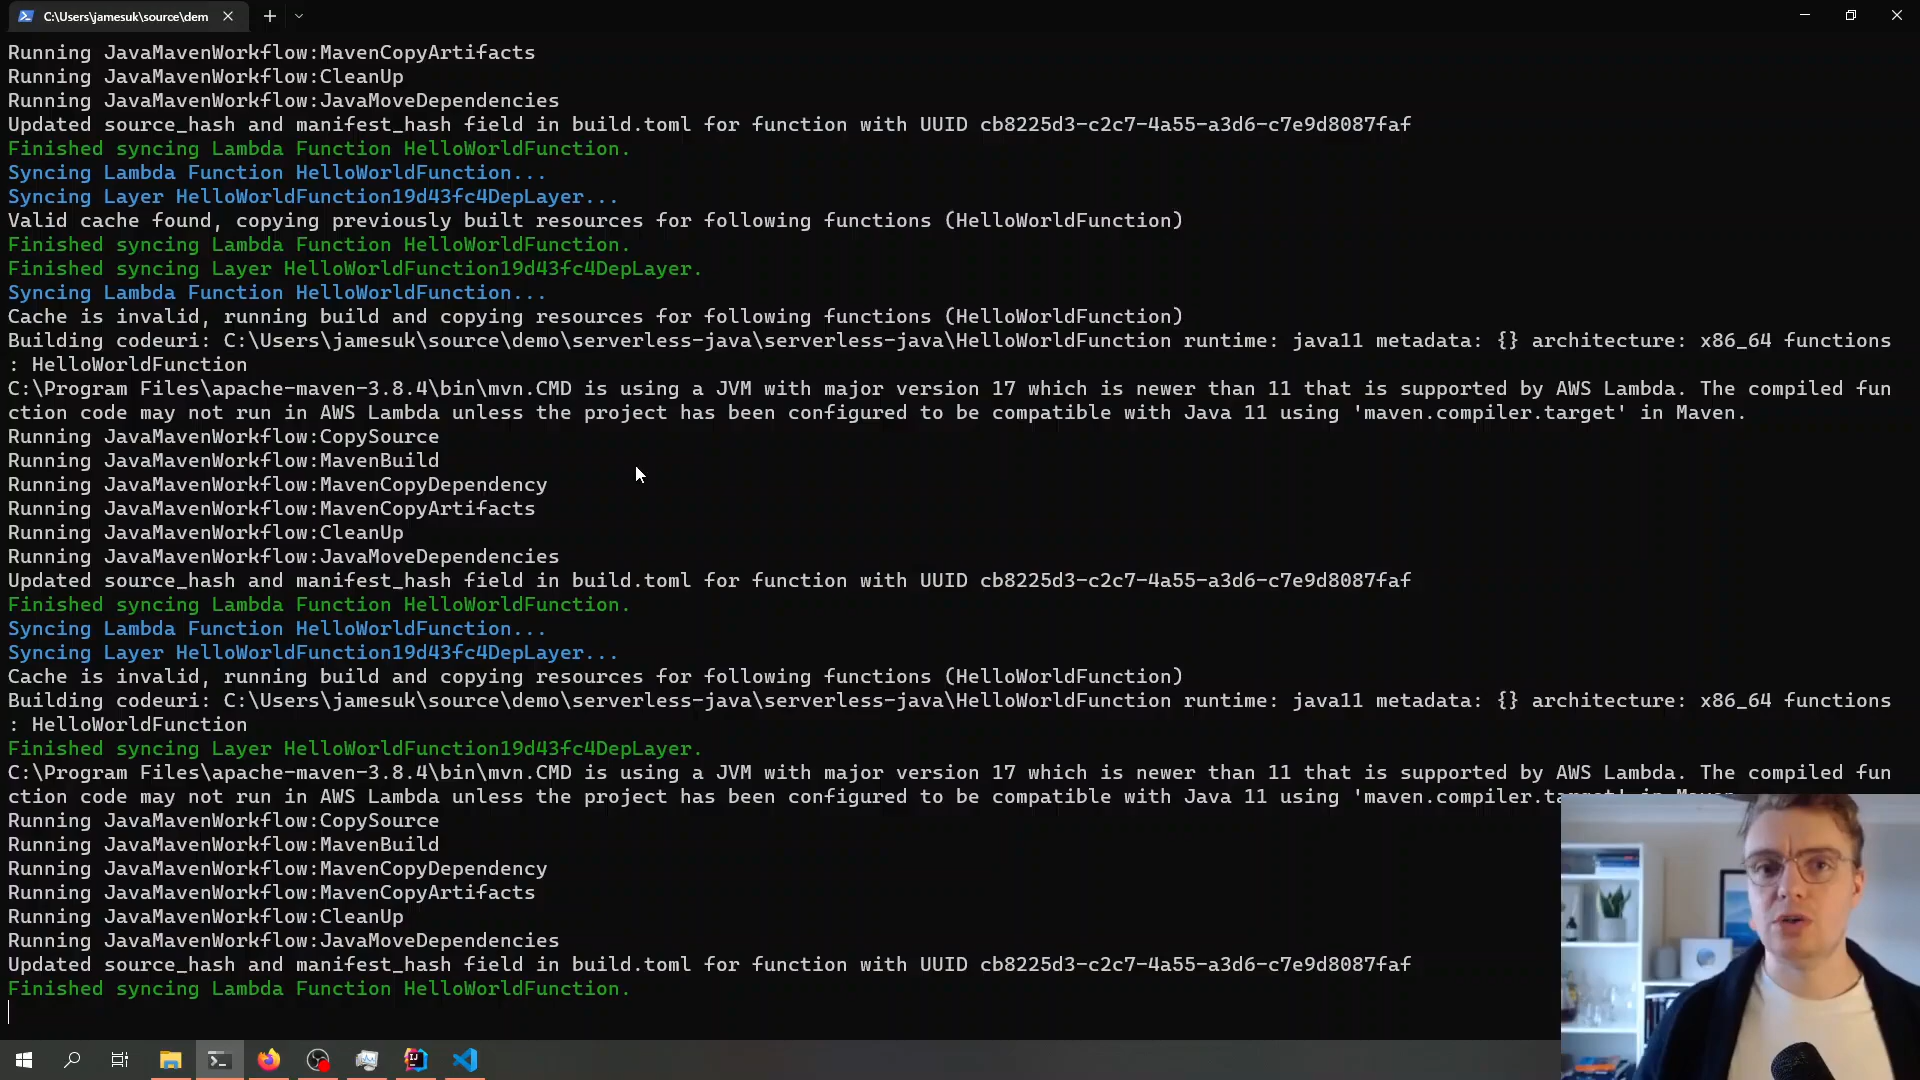 C:\Users\jamesuk\source\dem
Running JavaMavenWorkflow:MavenCopyArtifacts
Running JavaMavenWorkflow:CleanUp
Running JavaMavenWorkflow:JavaMoveDependencies
Updated source_hash and manifest_hash field in build.toml for function with UUID cb8225d3-c2c7-4a55-a3d6-c7e9d8087faf
Finished syncing Lambda Function HelloWorldFunction.
Syncing Lambda Function HelloWorldFunction...
Syncing Layer HelloWorldFunction19d43fc4DepLayer...
Valid cache found, copying previously built resources for following functions (HelloWorldFunction)
Finished syncing Lambda Function HelloWorldFunction.
Finished syncing Layer HelloWorldFunction19d43fc4DepLayer.
Syncing Lambda Function HelloWorldFunction...
Cache is invalid, running build and copying resources for following functions (HelloWorldFunction)
Building codeuri: C:\Users\jamesuk\source\demo\serverless-java\serverless-java\HelloWorldFunction runtime: java11 metadata: {} architecture: x86_64 functions
: HelloWorldFunction
C:\Program Files\apache-maven-3.8.4\bin\mvn.CMD is using a JVM with major version 17 which is newer than 11 that is supported by AWS Lambda. The compiled fun
ction code may not run in AWS Lambda unless the project has been configured to be compatible with Java 11 using 'maven.compiler.target' in Maven.
Running JavaMavenWorkflow:CopySource
Running JavaMavenWorkflow:MavenBuild
Running JavaMavenWorkflow:MavenCopyDependency
Running JavaMavenWorkflow:MavenCopyArtifacts
Running JavaMavenWorkflow:CleanUp
Running JavaMavenWorkflow:JavaMoveDependencies
Updated source_hash and manifest_hash field in build.toml for function with UUID cb8225d3-c2c7-4a55-a3d6-c7e9d8087faf
Finished syncing Lambda Function HelloWorldFunction.
Syncing Lambda Function HelloWorldFunction...
Syncing Layer HelloWorldFunction19d43fc4DepLayer...
Cache is invalid, running build and copying resources for following functions (HelloWorldFunction)
Building codeuri: C:\Users\jamesuk\source\demo\serverless-java\serverless-java\HelloWorldFunction runtime: java11 metadata: {} architecture: x86_64 functions
: HelloWorldFunction
Finished syncing Layer HelloWorldFunction19d43fc4DepLayer.
C:\Program Files\apache-maven-3.8.4\bin\mvn.CMD is using a JVM with major version 17 which is newer than 11 that is supported by AWS Lambda. The compiled fun
ction code may not run in AWS Lambda unless the project has been configured to be compatible with Java 11 using 'maven.compiler.target' in Maven.
Running JavaMavenWorkflow:CopySource
Running JavaMavenWorkflow:MavenBuild
Running JavaMavenWorkflow:MavenCopyDependency
Running JavaMavenWorkflow:MavenCopyArtifacts
Running JavaMavenWorkflow:CleanUp
Running JavaMavenWorkflow:JavaMoveDependencies
Updated source_hash and manifest_hash field in build.toml for function with UUID cb8225d3-c2c7-4a55-a3d6-c7e9d8087faf
Finished syncing Lambda Function HelloWorldFunction.